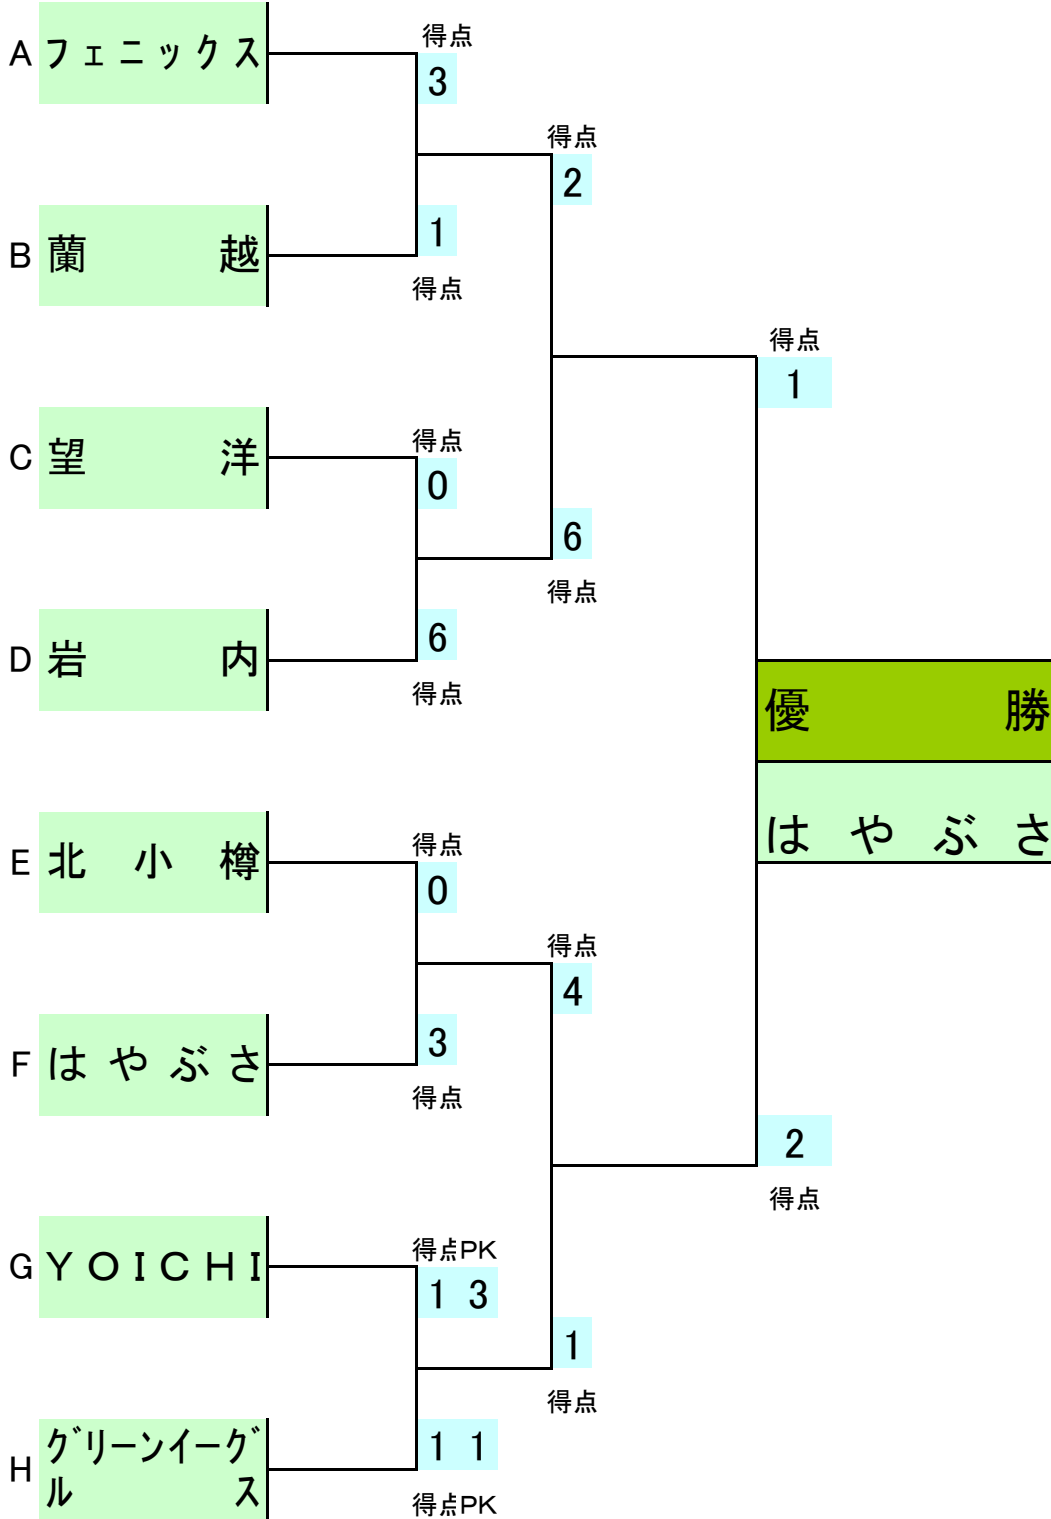 A フェニックス
得点
3
得点
2
B 蘭越
1
得点
得点
1
C 望洋
得点
0
6
得点
D 岩内
6
得点
優勝
はやぶさ
E 北小樽
得点
0
得点
4
F はやぶさ
3
得点
2
得点
G YOICHI
得点PK
1 3
1
得点
H グリーンイーグ
ルス
1 1
得点PK